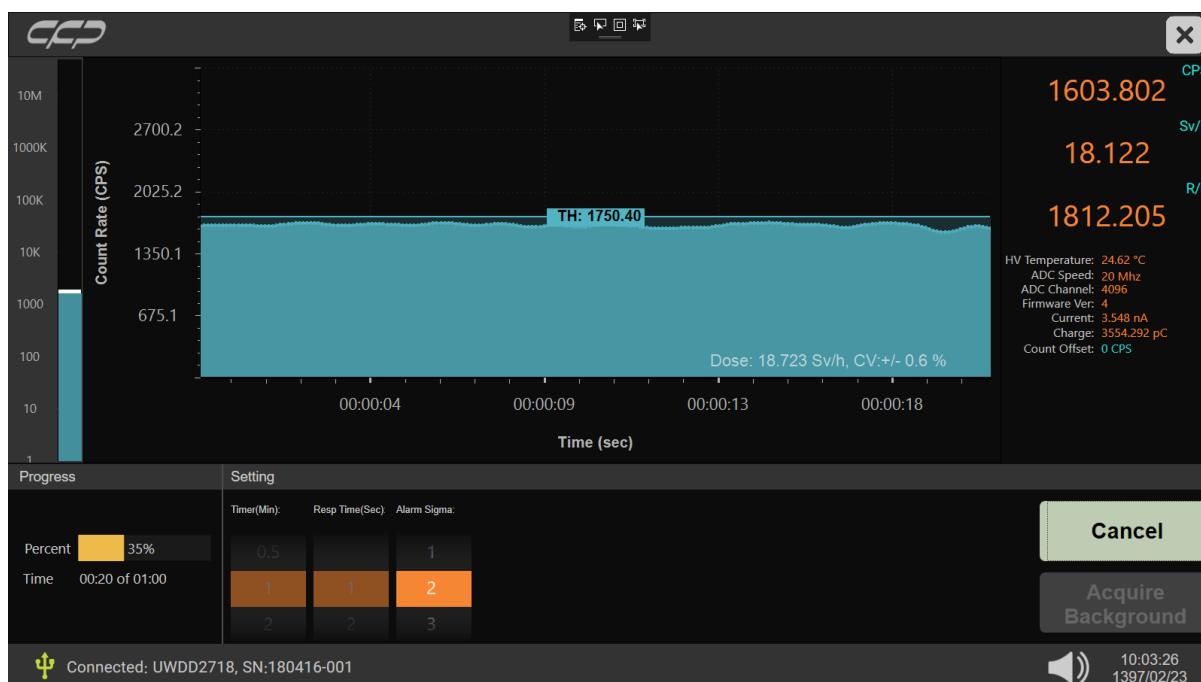 CCP
CP
1603.802
Sv/
18.122
R/
1812.205
10M
1000K
100K
10K
1000
100
10
1
Count Rate (CPS)
2700.2
2025.2
1350.1
675.1
TH: 1750.40
Dose: 18.723 Sv/h, CV:+/- 0.6 %
00:00:04
00:00:09
00:00:13
00:00:18
Time (sec)
HV Temperature: 24.62 °C
ADC Speed: 20 Mhz
ADC Channel: 4096
Firmware Ver: 4
Current: 3.548 nA
Charge: 3554.292 pC
Count Offset: 0 CPS
Progress
Percent 35%
Time 00:20 of 01:00
Setting
Timer(Min): Resp Time(Sec): Alarm Sigma:
0.5 1
1 1 2
2 2 3
Cancel
Acquire
Background
Connected: UWDD2718, SN:180416-001
10:03:26
1397/02/23